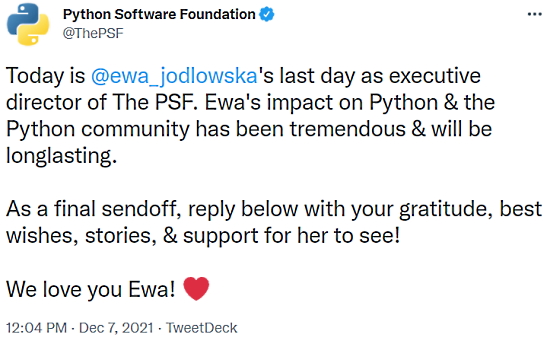 Python Software Foundation
@ThePSF
Today is @ewa_jodlowska's last day as executive
director of The PSF. Ewa's impact on Python & the
Python community has been tremendous & will be
longlasting.
As a final sendoff, reply below with your gratitude, best
wishes, stories, & support for her to see!
We love you Ewa! ❤️
12:04 PM · Dec 7, 2021 · TweetDeck